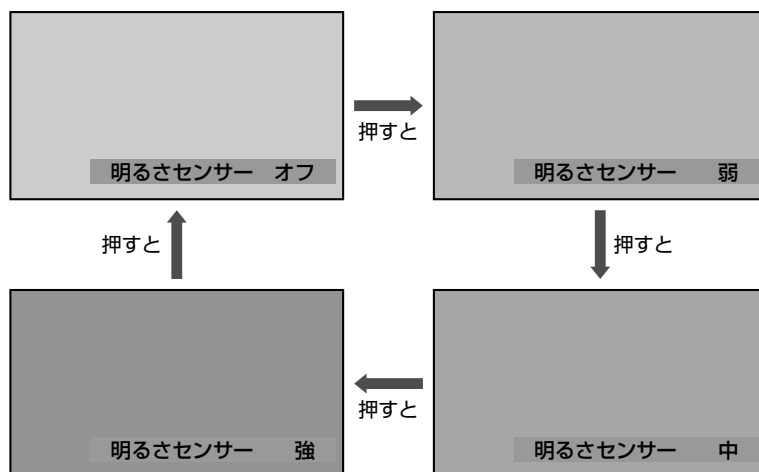 明るさセンサー　オフ
押すと
明るさセンサー　弱
押すと
明るさセンサー　中
押すと
明るさセンサー　強
押すと